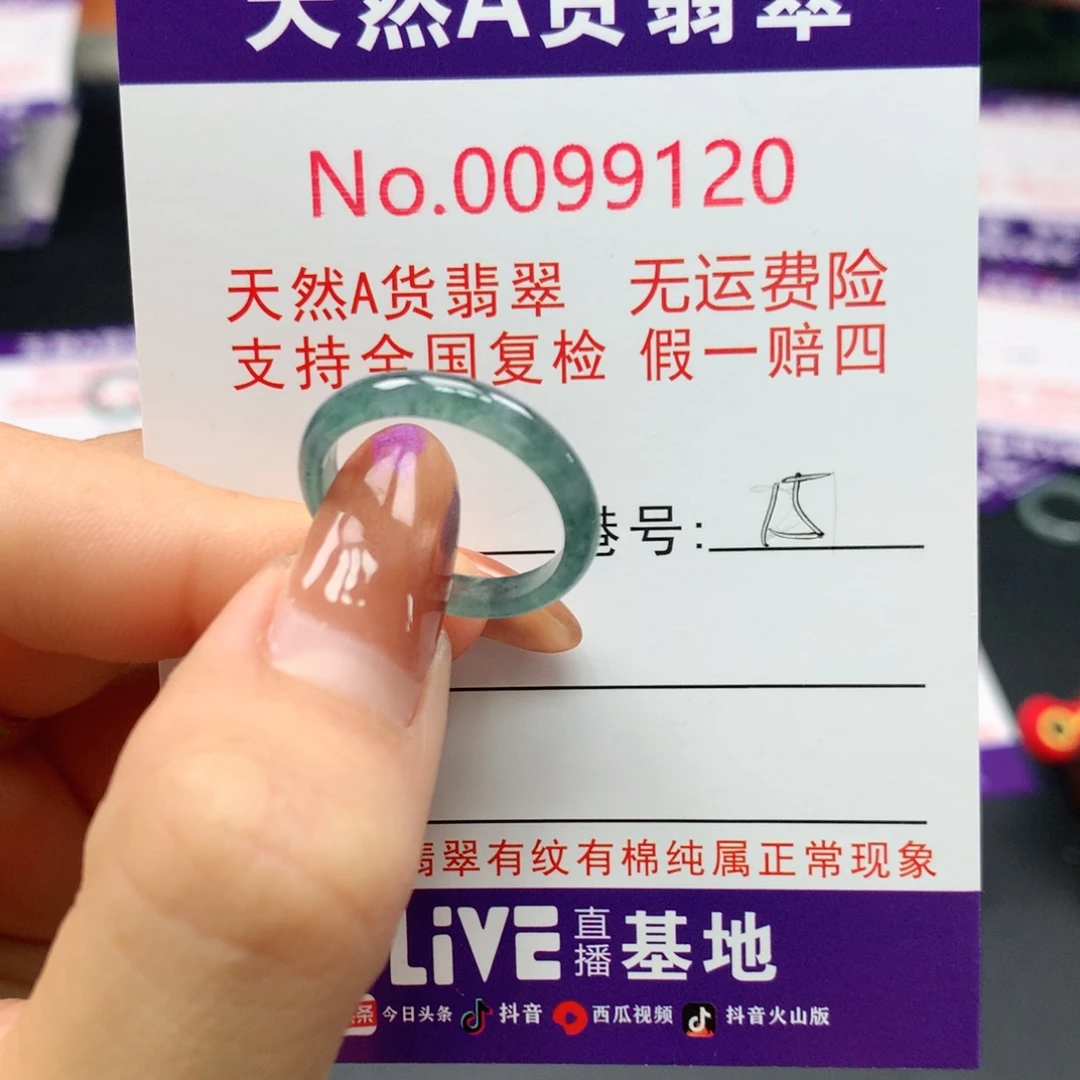 天然A货翡翠
No.0099120
天然A货翡翠 无运费险
支持全国复检 假一赔四
港号:
翡翠有纹有棉纯属正常现象
LiVE 直播 基地
今日头条 抖音 西瓜视频 抖音火山版